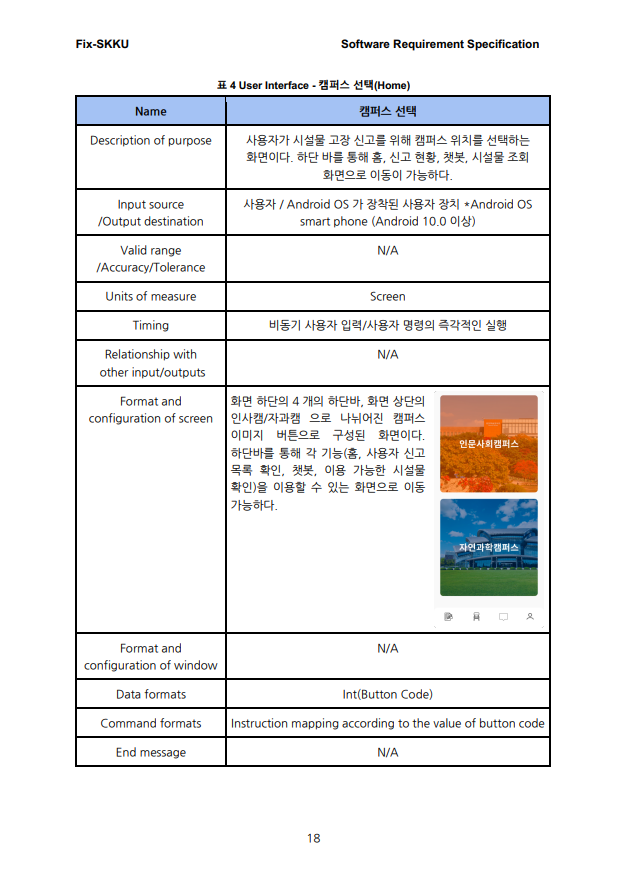 Fix-SKKU Software Requirement Specification
표 4 User Interface - 캠퍼스 선택(Home)
Name 캠퍼스 선택
Description of purpose 사용자가 시설물 고장 신고를 위해 캠퍼스 위치를 선택하는
화면이다. 하단 바를 통해 홈, 신고 현황, 챗봇, 시설물 조회
화면으로 이동이 가능하다.
Input source
/Output destination
사용자 / Android OS 가 장착된 사용자 장치 *Android OS
smart phone (Android 10.0 이상)
Valid range
/Accuracy/Tolerance
N/A
Units of measure Screen
Timing 비동기 사용자 입력/사용자 명령의 즉각적인 실행
Relationship with
other input/outputs
N/A
Format and
configuration of screen
화면 하단의 4 개의 하단바, 화면 상단의
인사캠/자과캠 으로 나뉘어진 캠퍼스
이미지 버튼으로 구성된 화면이다.
하단바를 통해 각 기능(홈, 사용자 신고
목록 확인, 챗봇, 이용 가능한 시설물
확인)을 이용할 수 있는 화면으로 이동
가능하다.
인문사회캠퍼스
자연과학캠퍼스
Format and
configuration of window
N/A
Data formats Int(Button Code)
Command formats Instruction mapping according to the value of button code
End message N/A
18